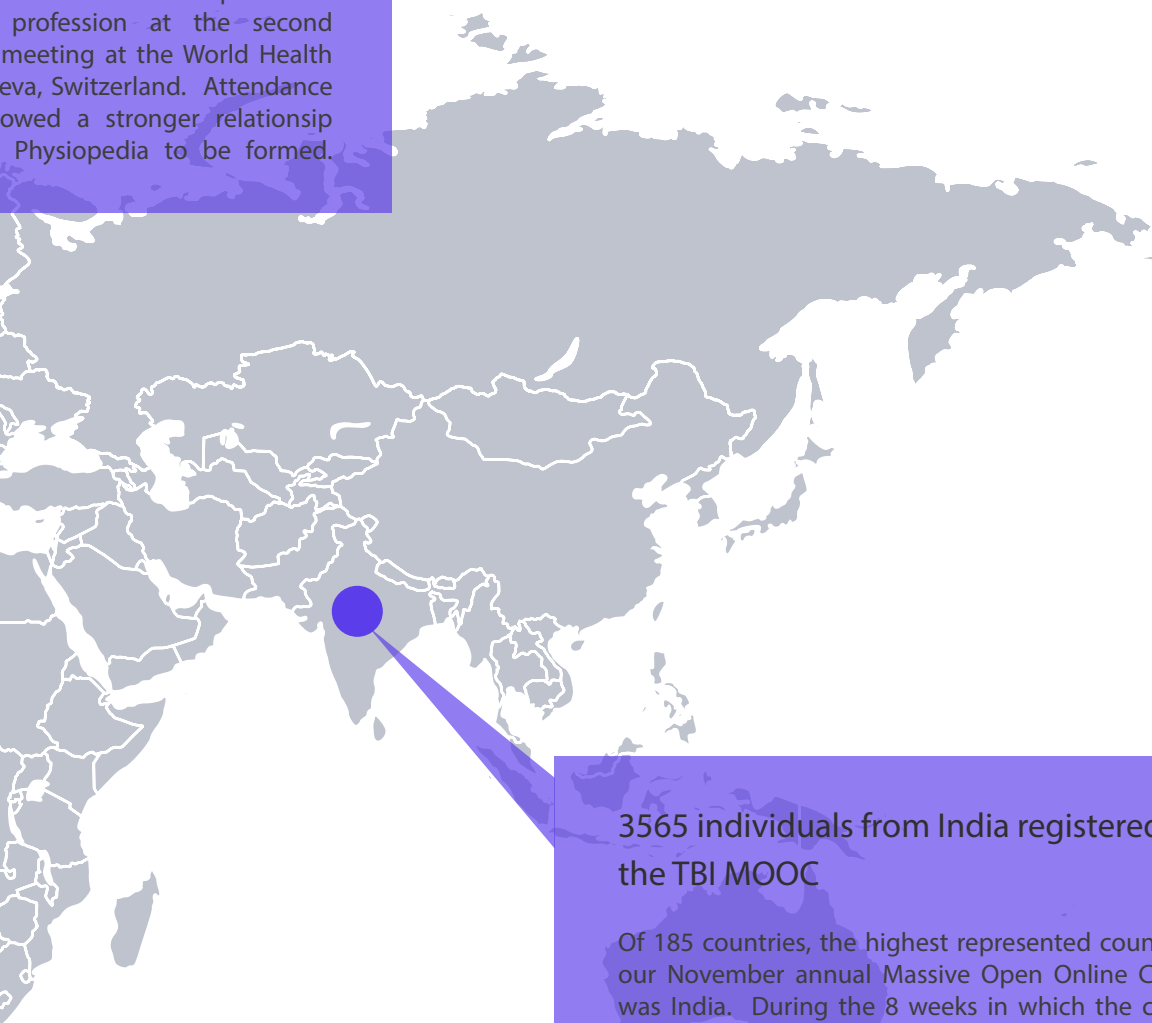 profession at the second
meeting at the World Health
eva, Switzerland. Attendance
owed a stronger relationsip
Physiopedia to be formed.
3565 individuals from India registered
the TBI MOOC
Of 185 countries, the highest represented coun
our November annual Massive Open Online C
was India. During the 8 weeks in which the c